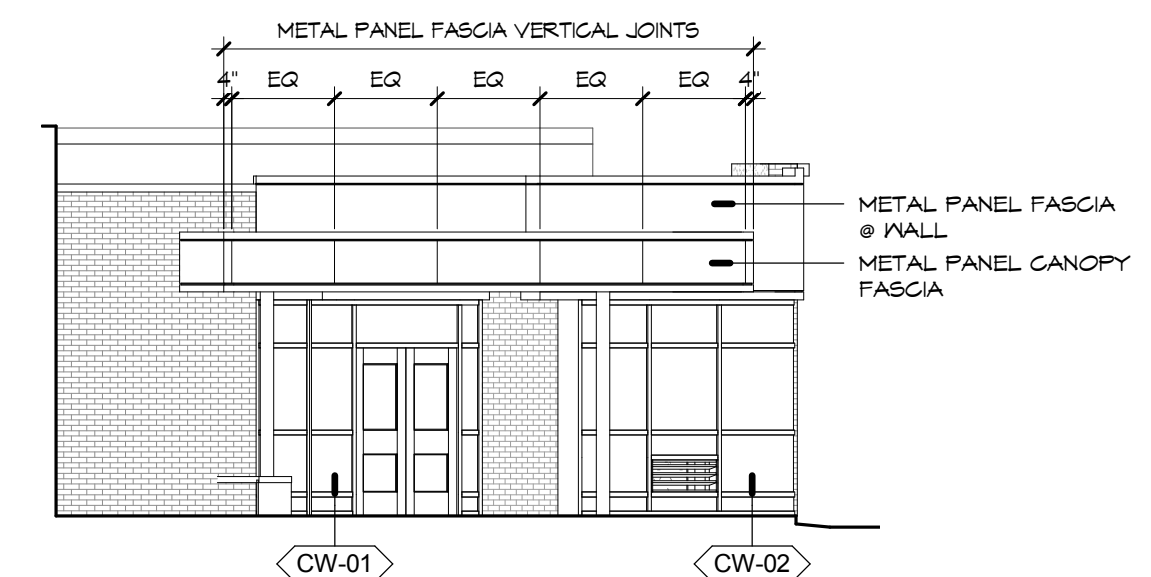 METAL PANEL FASCIA VERTICAL JOINTS
4" EQ EQ EQ EQ EQ 4"
METAL PANEL FASCIA
@ WALL
METAL PANEL CANOPY
FASCIA
CW-01 CW-02